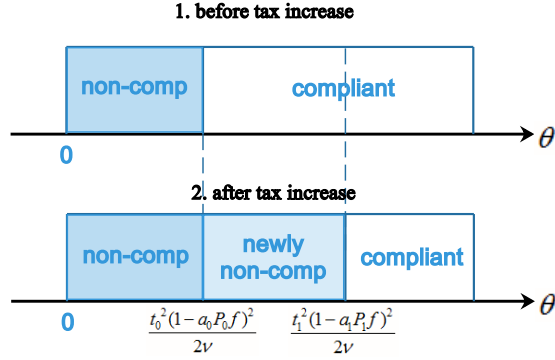 1. before tax increase
non-comp compliant
θ
0
2. after tax increase
non-comp newly non-comp compliant
θ
0
t₀²(1−a₀P₀f)²/2ν t₁²(1−a₁P₁f)²/2ν